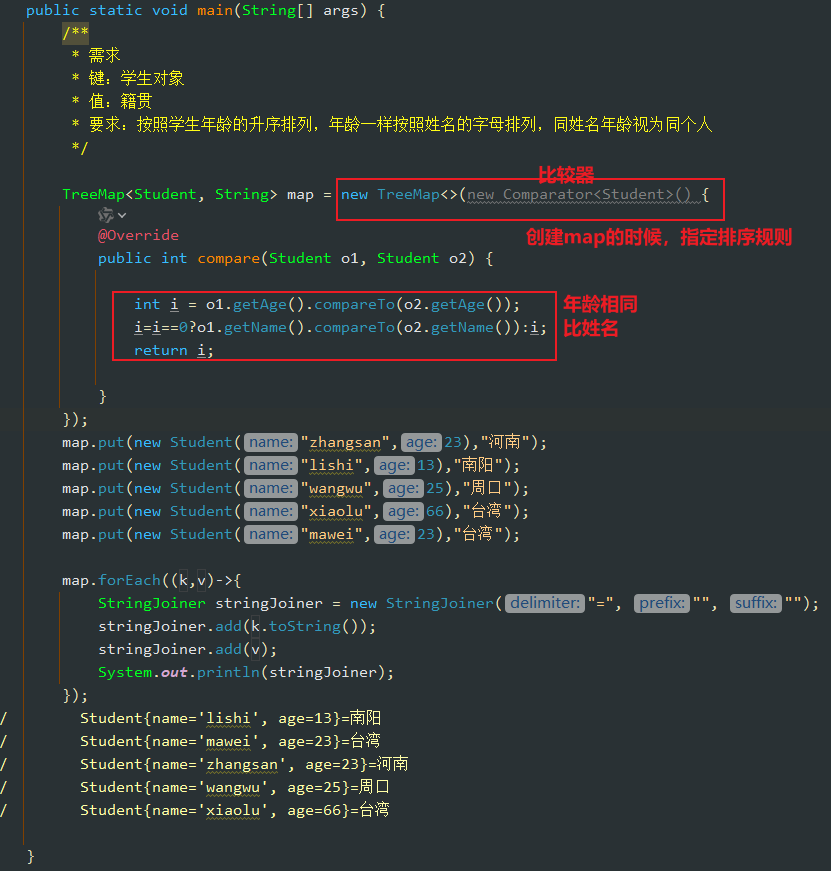 public static void main(String[] args) {
/**
* 需求
* 键：学生对象
* 值：籍贯
* 要求：按照学生年龄的升序排列，年龄一样按照姓名的字母排列，同姓名年龄视为同个人
*/
比较器
TreeMap<Student, String> map = new TreeMap<>(new Comparator<Student>() {
@Override
创建map的时候，指定排序规则
public int compare(Student o1, Student o2) {
int i = o1.getAge().compareTo(o2.getAge());
年龄相同
i=i==0?o1.getName().compareTo(o2.getName()):i;
比姓名
return i;
}
});
map.put(new Student( name: "zhangsan", age: 23),"河南");
map.put(new Student( name: "lishi", age: 13),"南阳");
map.put(new Student( name: "wangwu", age: 25),"周口");
map.put(new Student( name: "xiaolu", age: 66),"台湾");
map.put(new Student( name: "mawei", age: 23),"台湾");
map.forEach((k,v)->{
StringJoiner stringJoiner = new StringJoiner( delimiter: "=", prefix: "", suffix: "");
stringJoiner.add(k.toString());
stringJoiner.add(v);
System.out.println(stringJoiner);
});
/ Student{name='lishi', age=13}=南阳
/ Student{name='mawei', age=23}=台湾
/ Student{name='zhangsan', age=23}=河南
/ Student{name='wangwu', age=25}=周口
/ Student{name='xiaolu', age=66}=台湾
}